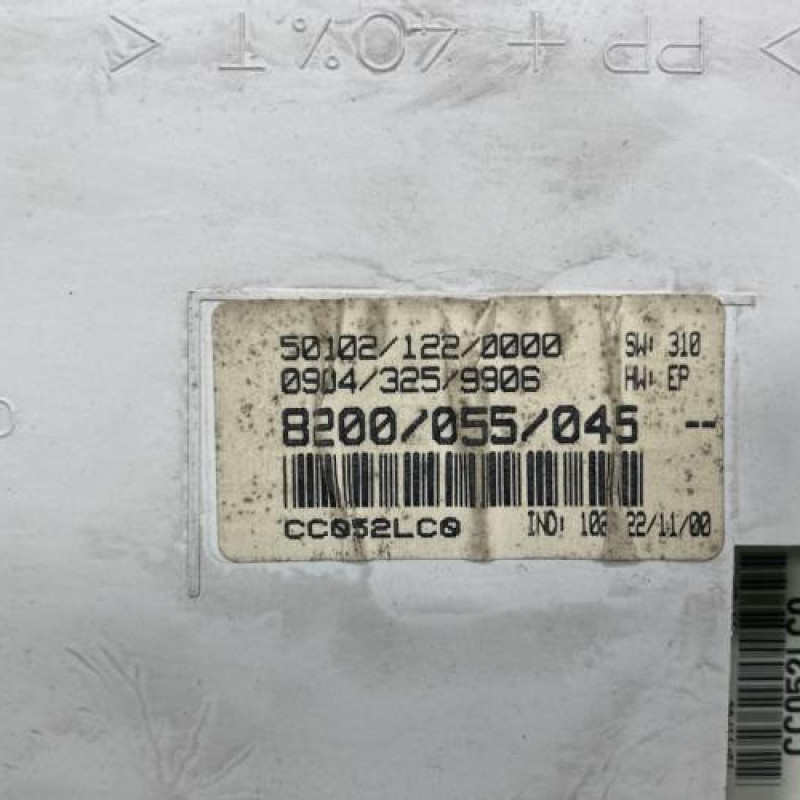 >PP + 40%T<
50102/122/0000 SW: 310
0904/325/9906 HW: EP
8200/055/045 --
CC052LC0 IND: 102 22/11/00
CC052LC0